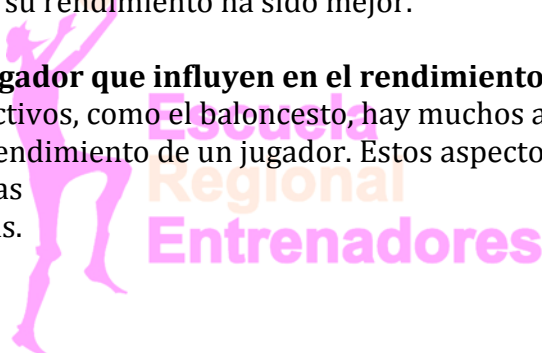 su rendimiento ha sido mejor.
gador que influyen en el rendimiento
ctivos, como el baloncesto, hay muchos a
endimiento de un jugador. Estos aspecto
as
s.
Escuela
Regional
Entrenadores